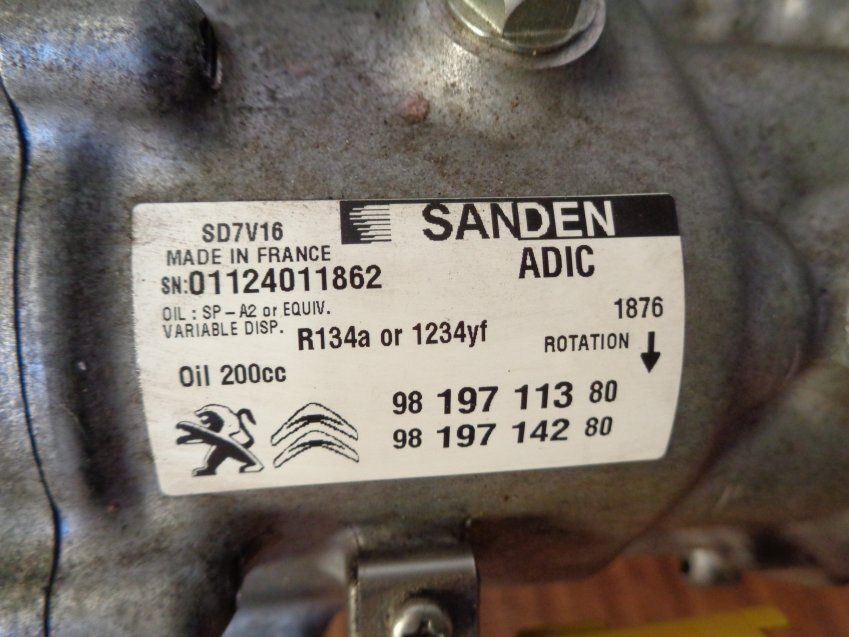 SD7V16
SANDEN
MADE IN FRANCE
ADIC
SN:01124011862
OIL : SP-A2 or EQUIV.
VARIABLE DISP.
R134a or 1234yf
1876
ROTATION
Oil 200cc
98 197 113 80
98 197 142 80